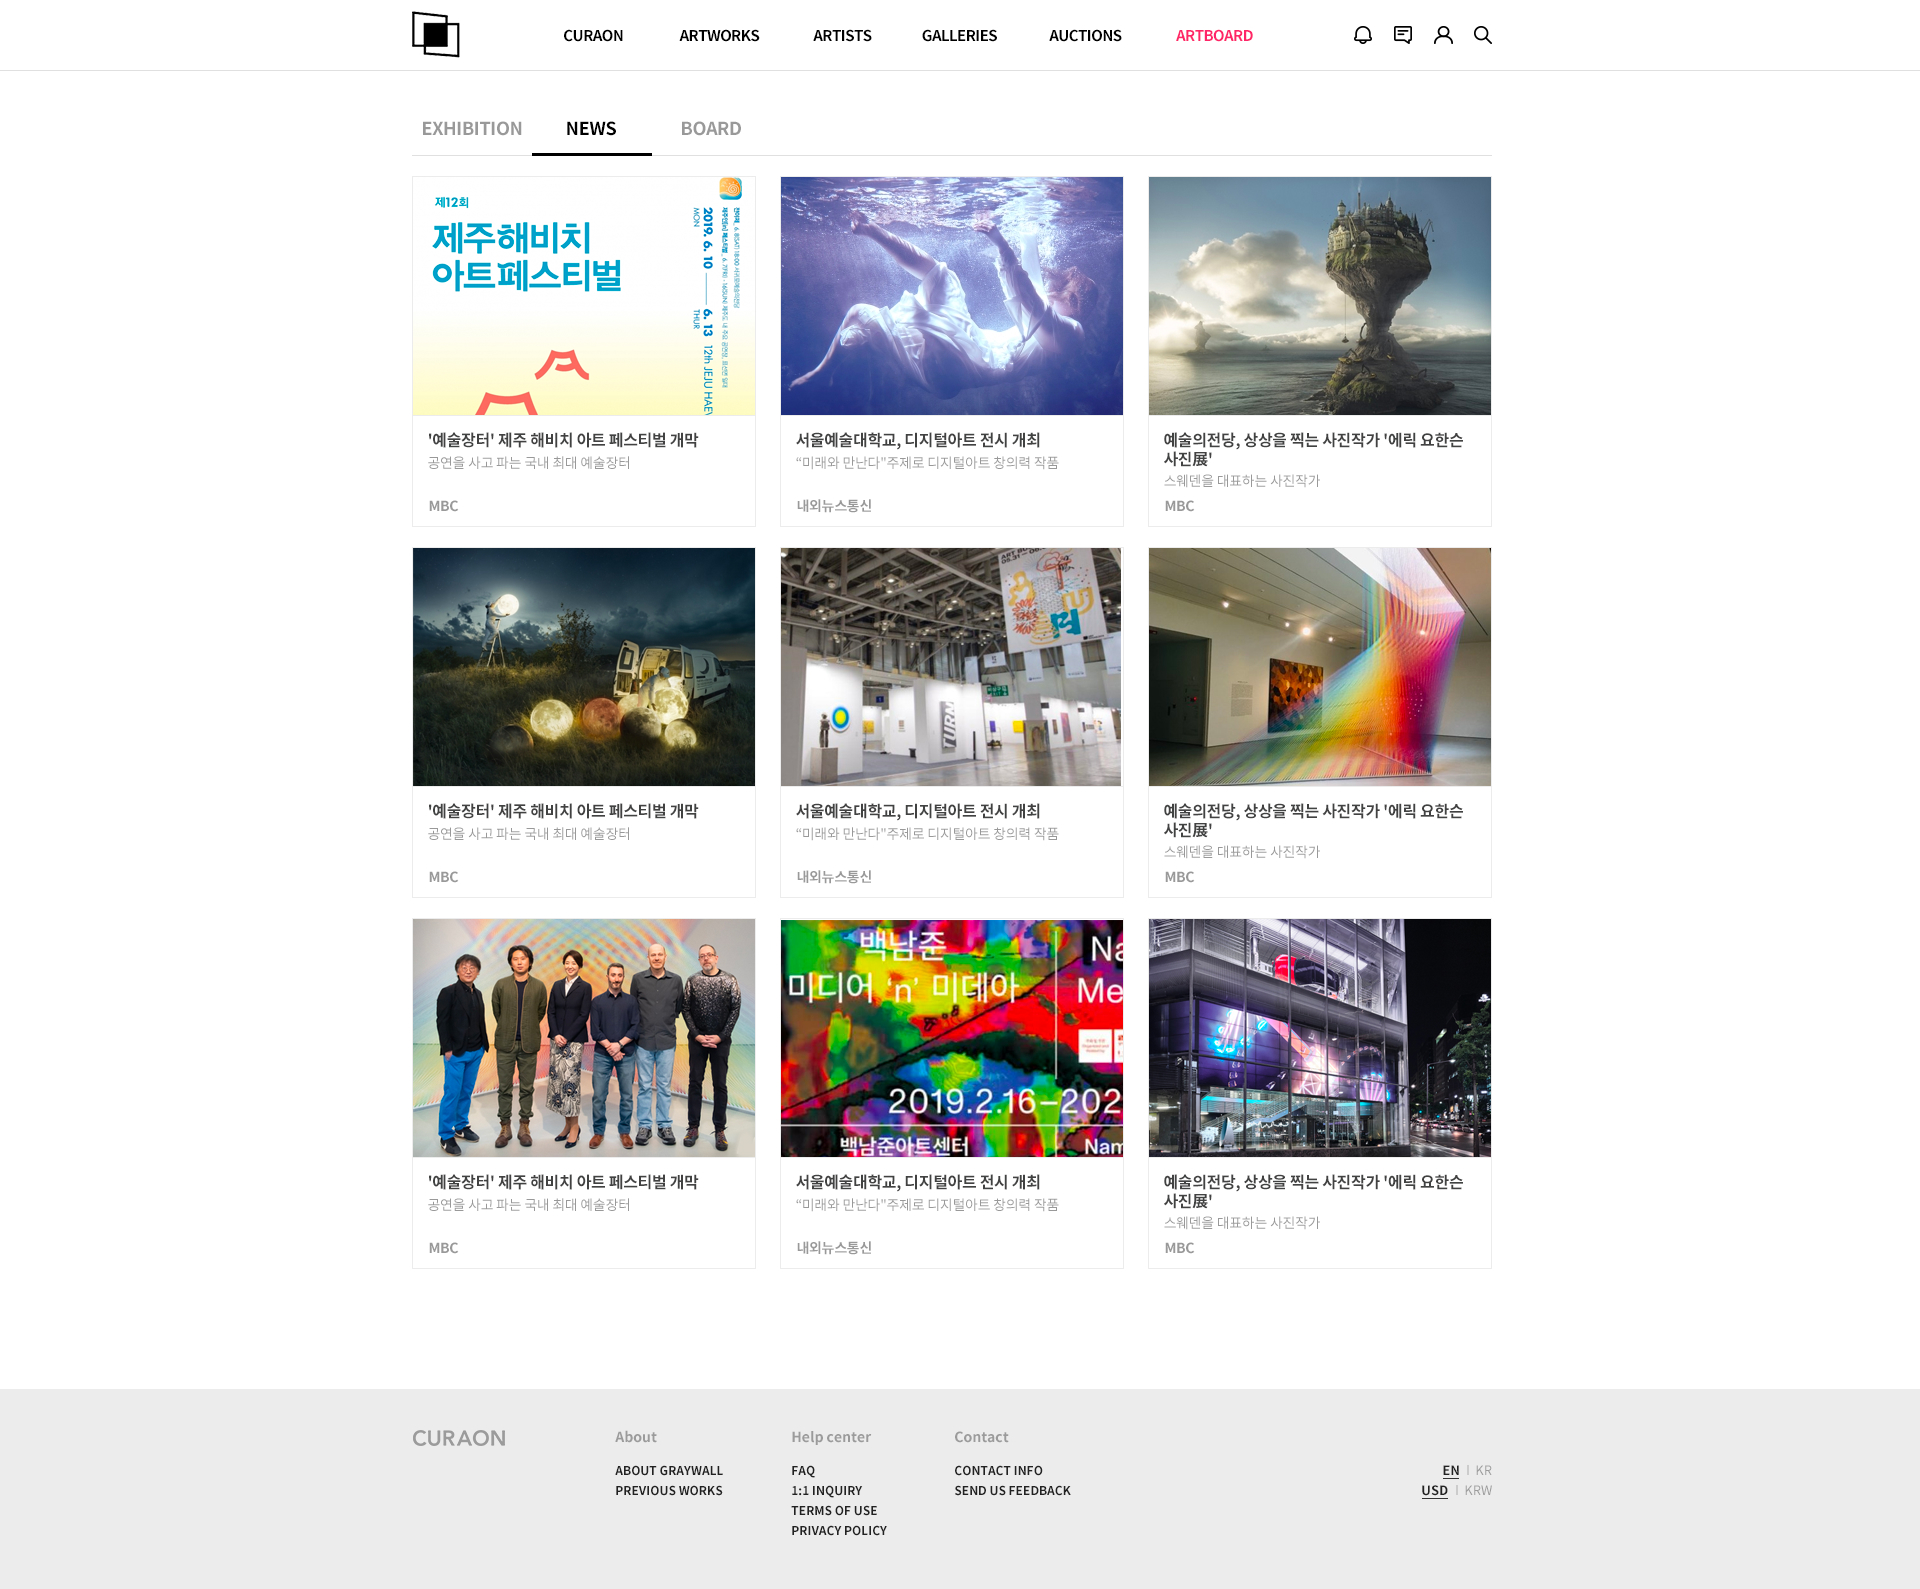 CURAON
ARTWORKS
ARTISTS
GALLERIES
AUCTIONS
ARTBOARD
EXHIBITION
NEWS
BOARD
제12회
제주해비치
아트페스티벌
2019. 6. 10
MON
6. 13
THUR
12th JEJU HAEV
'예술장터' 제주 해비치 아트 페스티벌 개막
공연을 사고 파는 국내 최대 예술장터
MBC
서울예술대학교, 디지털아트 전시 개최
“미래와 만난다"주제로 디지털아트 창의력 작품
내외뉴스통신
예술의전당, 상상을 찍는 사진작가 '에릭 요한슨
사진展'
스웨덴을 대표하는 사진작가
MBC
TURN
'예술장터' 제주 해비치 아트 페스티벌 개막
공연을 사고 파는 국내 최대 예술장터
MBC
서울예술대학교, 디지털아트 전시 개최
“미래와 만난다"주제로 디지털아트 창의력 작품
내외뉴스통신
예술의전당, 상상을 찍는 사진작가 '에릭 요한슨
사진展'
스웨덴을 대표하는 사진작가
MBC
백남준
미디어 ‘n’ 미데아
Na
Me
2019.2.16–202
백남준아트센터
Nam
'예술장터' 제주 해비치 아트 페스티벌 개막
공연을 사고 파는 국내 최대 예술장터
MBC
서울예술대학교, 디지털아트 전시 개최
“미래와 만난다"주제로 디지털아트 창의력 작품
내외뉴스통신
예술의전당, 상상을 찍는 사진작가 '에릭 요한슨
사진展'
스웨덴을 대표하는 사진작가
MBC
CURAON
About
ABOUT GRAYWALL
PREVIOUS WORKS
Help center
FAQ
1:1 INQUIRY
TERMS OF USE
PRIVACY POLICY
Contact
CONTACT INFO
SEND US FEEDBACK
EN | KR
USD | KRW